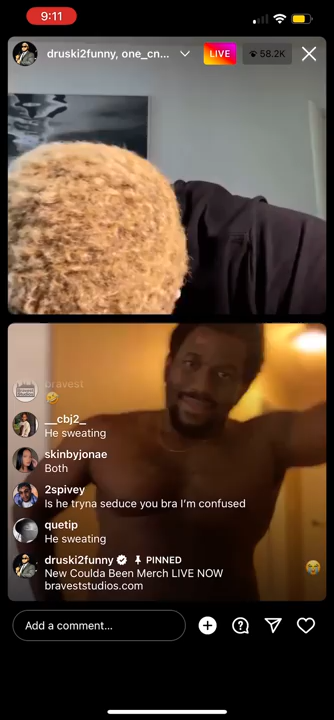 9:11
druski2funny, one_cn...
LIVE
58.2K
bravest
__cbj2_
He sweating
skinbyjonae
Both
2spivey
Is he tryna seduce you bra I'm confused
quetip
He sweating
druski2funny PINNED
New Coulda Been Merch LIVE NOW
braveststudios.com
Add a comment...